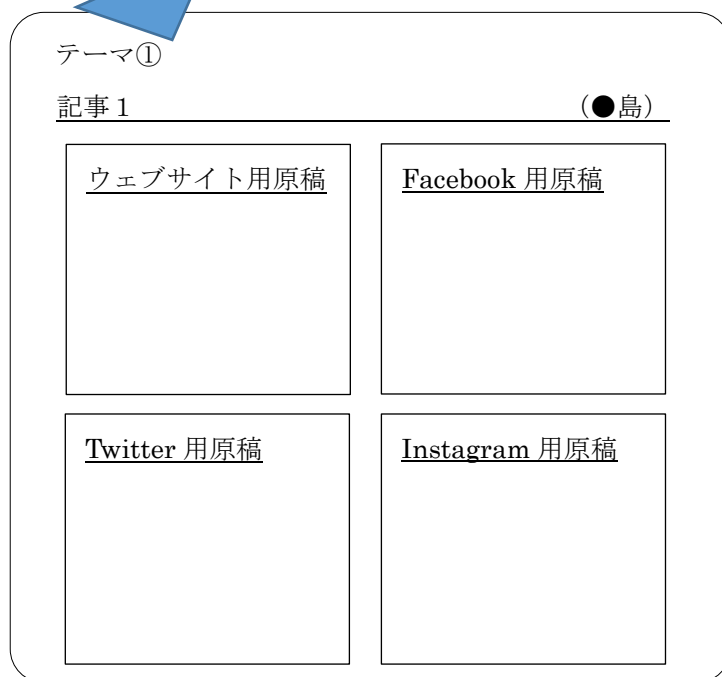 テーマ①
記事1 (●島)
ウェブサイト用原稿
Facebook 用原稿
Twitter 用原稿
Instagram 用原稿